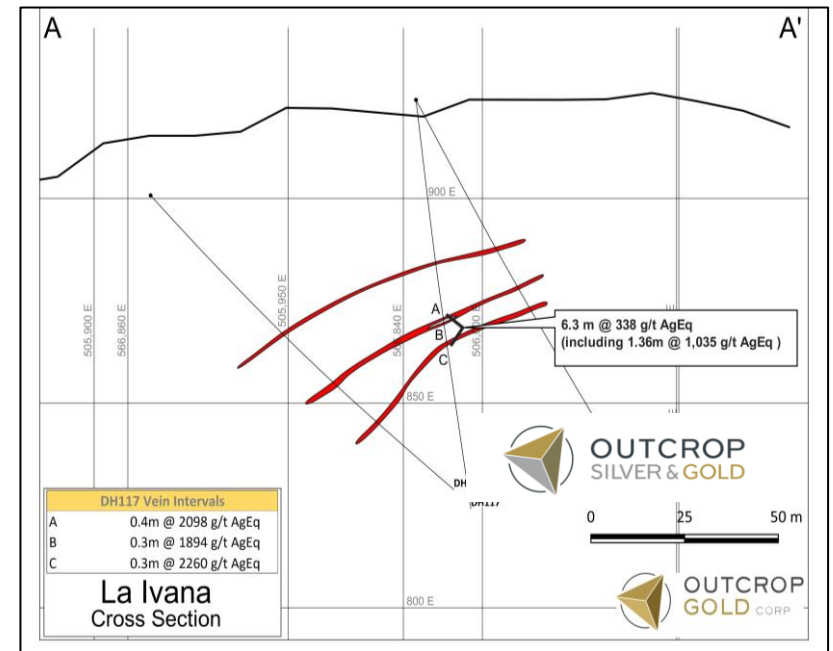 A
A'
900 E
505,900 E
566,860 E
505,950 E
A
B
C
6.3 m @ 338 g/t AgEq
(including 1.36m @ 1,035 g/t AgEq )
850 E
OUTCROP
SILVER & GOLD
DH
DH117
DH117 Vein Intervals
A 0.4m @ 2098 g/t AgEq
B 0.3m @ 1894 g/t AgEq
C 0.3m @ 2260 g/t AgEq
La Ivana
Cross Section
0 25 50 m
OUTCROP
GOLD CORP
800 E